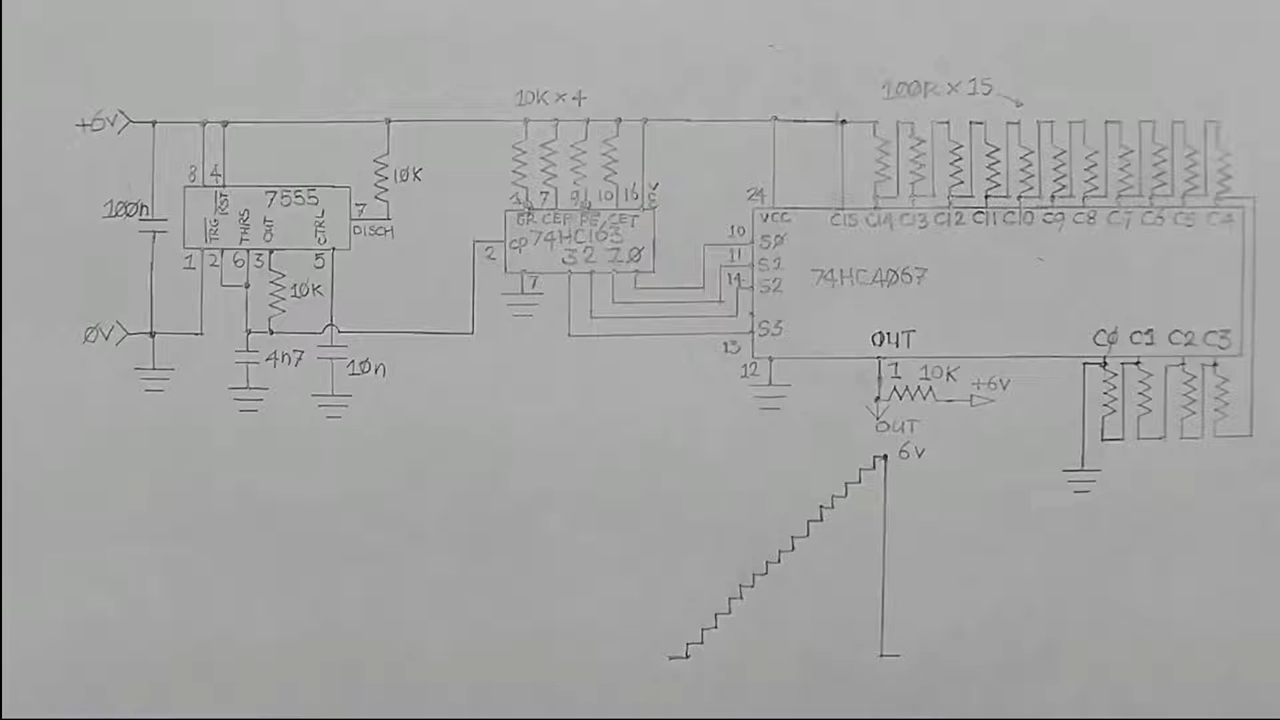 10K × 4
100R × 15
+6V
8 4
7555
10K
7
DISCH
100n
TRG RST THRS OUT CTRL
1 2 6 3 5
10K
0V
4n7
10n
1 7 9 10 16
CEP PE CET
CP 74HC163
2
3 2 1 0
7
24
VCC C15 C14 C13 C12 C11 C10 C9 C8 C7 C6 C5 C4
10 S0
11 S1
14 S2
74HC4067
S3
13
OUT
C0 C1 C2 C3
12
1 10K +6V
OUT
6V